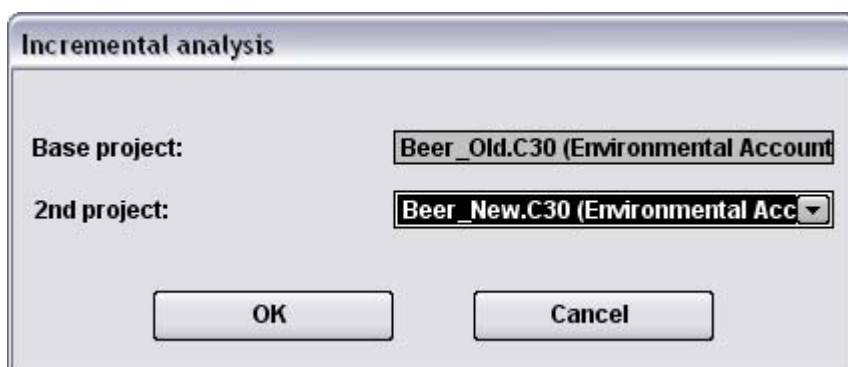 Incremental analysis
Base project: Beer_Old.C30 (Environmental Account
2nd project: Beer_New.C30 (Environmental Acc
OK Cancel